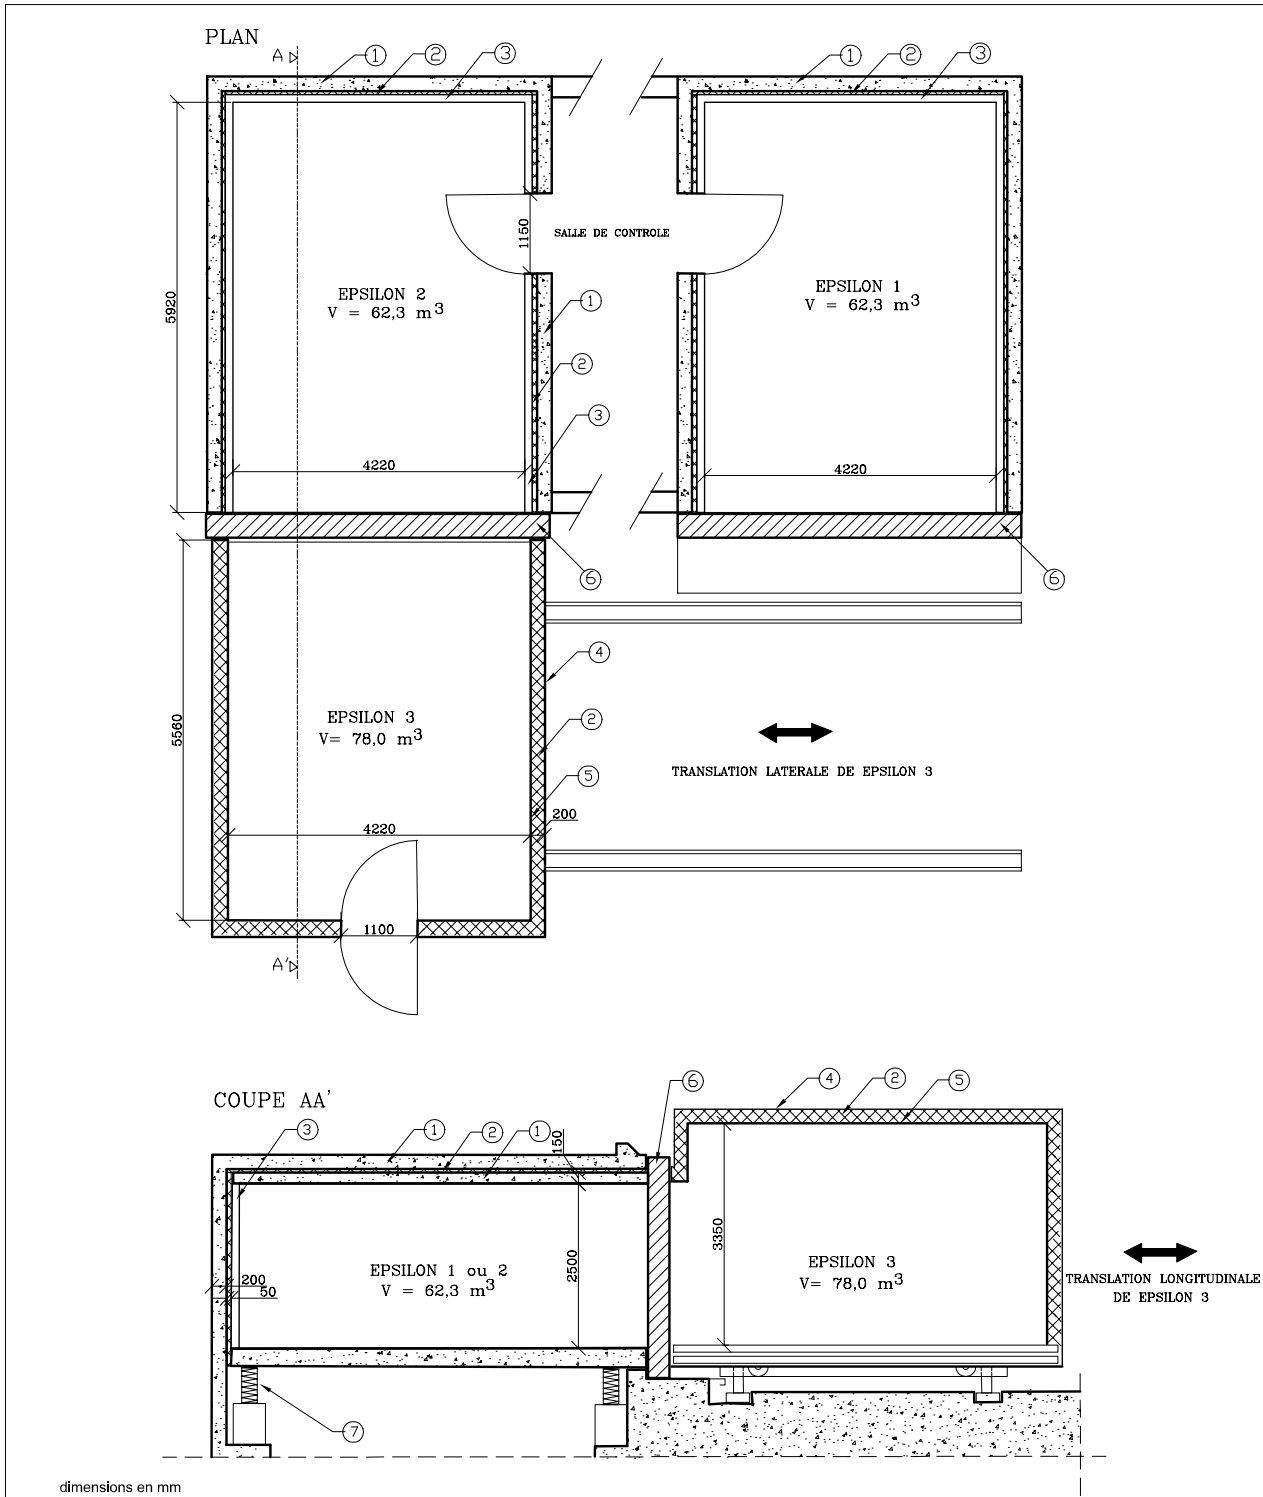 PLAN
A
1
2
3
1
2
3
1150
SALLE DE CONTROLE
5920
EPSILON 2
V = 62,3 m³
EPSILON 1
V = 62,3 m³
1
2
3
4220
4220
6
6
4
5560
EPSILON 3
V= 78,0 m³
2
TRANSLATION LATERALE DE EPSILON 3
5
200
4220
1100
A'
COUPE AA'
6
4
2
5
3
1
2
1
150
3350
2500
EPSILON 1 ou 2
V = 62,3 m³
EPSILON 3
V= 78,0 m³
200
50
TRANSLATION LONGITUDINALE
DE EPSILON 3
7
dimensions en mm